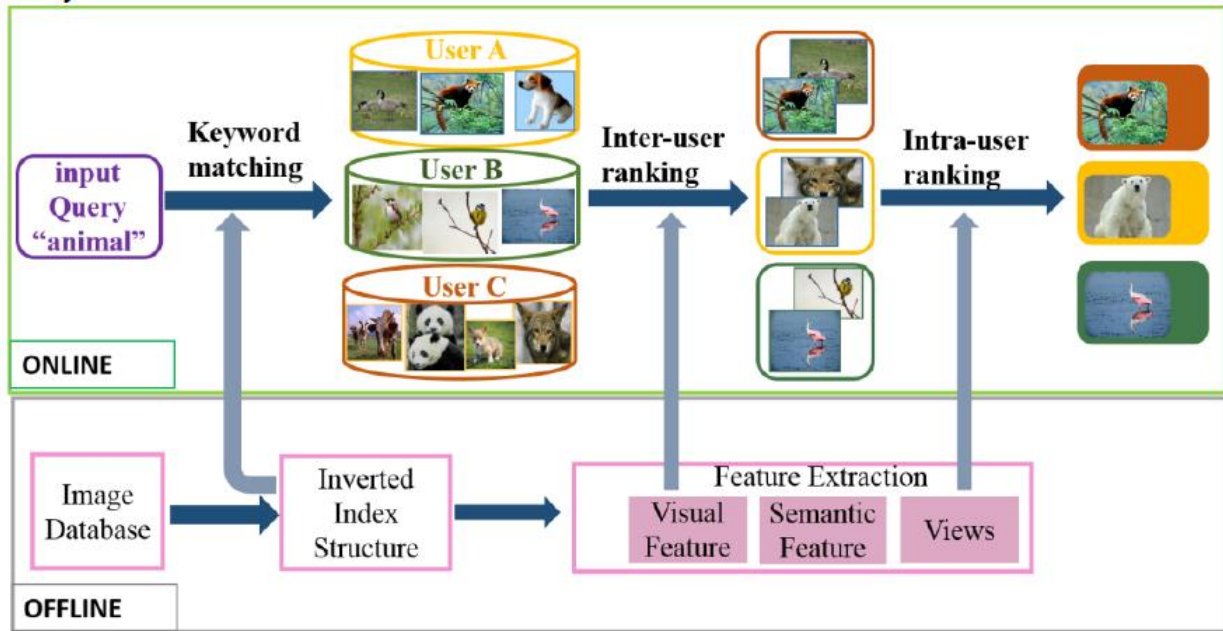 User A
Keyword
matching
Inter-user
ranking
Intra-user
ranking
input
Query
“animal”
User B
User C
ONLINE
Image
Database
Inverted
Index
Structure
Feature Extraction
Visual
Feature
Semantic
Feature
Views
OFFLINE